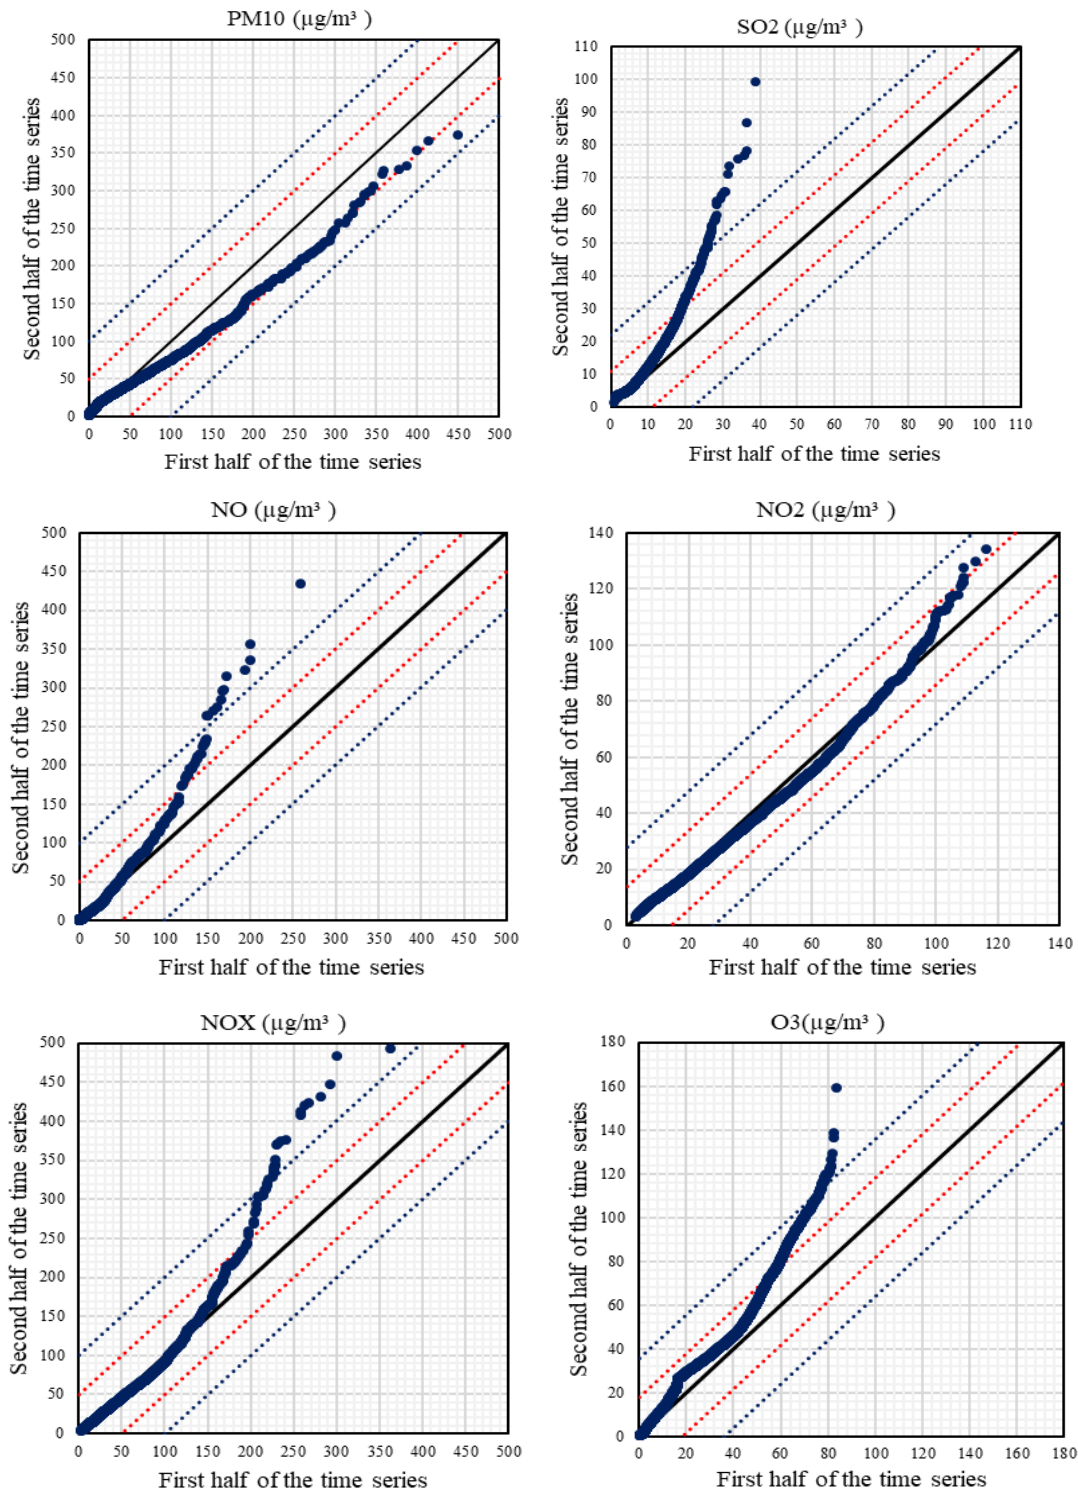 PM10 (µg/m³ )
500
450
400
350
300
250
200
150
100
50
0
Second half of the time series
0 50 100 150 200 250 300 350 400 450 500
First half of the time series
SO2 (µg/m³ )
110
100
90
80
70
60
50
40
30
20
10
0
Second half of the time series
0 10 20 30 40 50 60 70 80 90 100 110
First half of the time series
NO (µg/m³ )
500
450
400
350
300
250
200
150
100
50
0
Second half of the time series
0 50 100 150 200 250 300 350 400 450 500
First half of the time series
NO2 (µg/m³ )
140
120
100
80
60
40
20
0
Second half of the time series
0 20 40 60 80 100 120 140
First half of the time series
NOX (µg/m³ )
500
450
400
350
300
250
200
150
100
50
0
Second half of the time series
0 50 100 150 200 250 300 350 400 450 500
First half of the time series
O3(µg/m³ )
180
160
140
120
100
80
60
40
20
0
Secomd half of the time series
0 20 40 60 80 100 120 140 160 180
First half of the time series